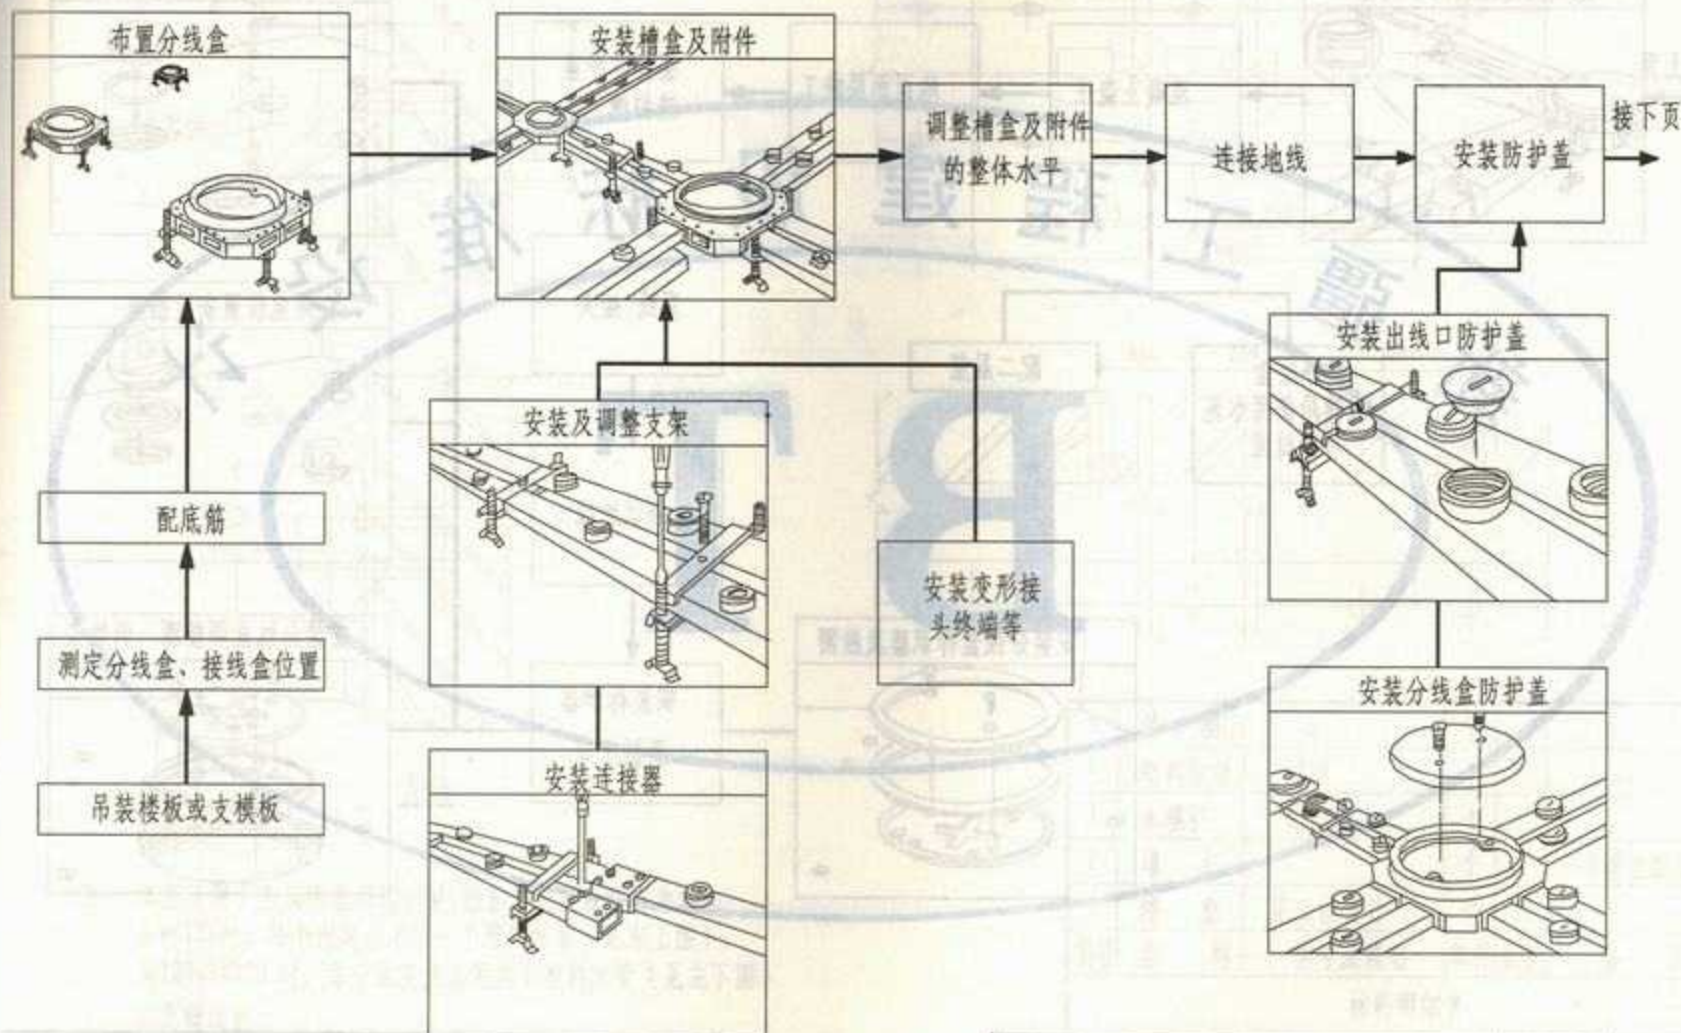 布置分线盒
安装槽盒及附件
调整槽盒及附件
的整体水平
连接地线
安装防护盖
接下页
安装出线口防护盖
安装及调整支架
配底筋
安装变形接
头终端等
测定分线盒、接线盒位置
安装分线盒防护盖
安装连接器
吊装楼板或支模板